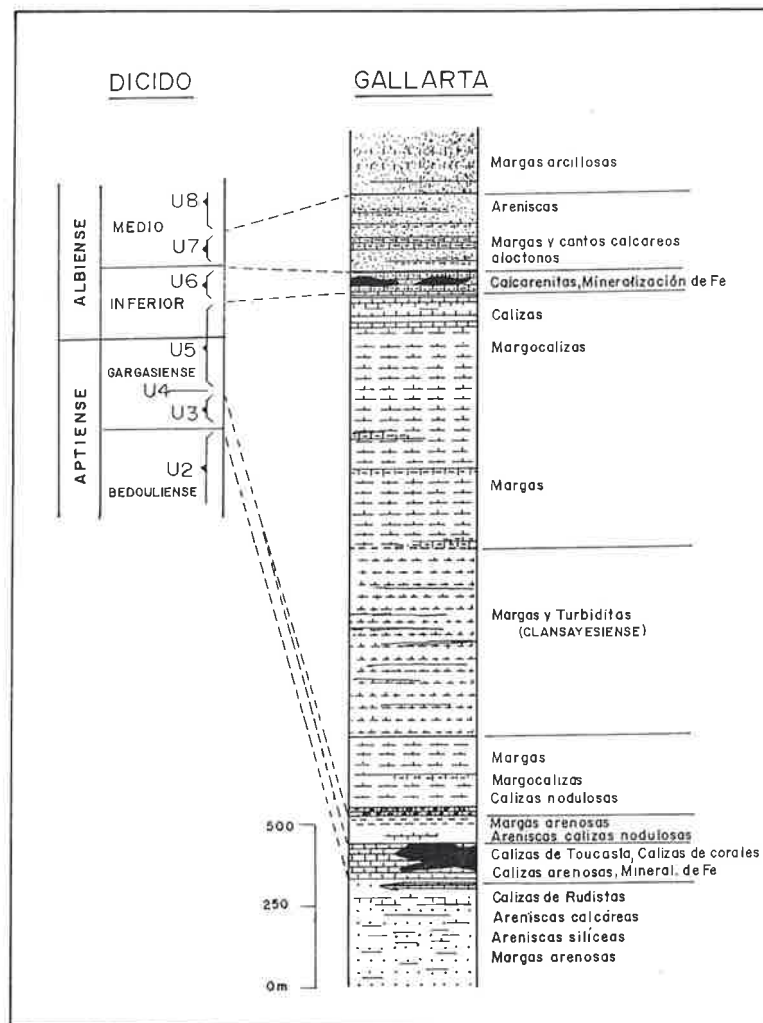 DICIDO
GALLARTA
ALBIENSE
APTIENSE
U8
MEDIO
U7
U6
INFERIOR
U5
GARGASIENSE
U4
U3
U2
BEDOULIENSE
Margas arcillosas
Areniscas
Margas y cantos calcareos
aloctonos
Calcarenitas, Mineralización de Fe
Calizas
Margocalizas
Margas
Margas y Turbiditas
(CLANSAYESIENSE)
Margas
Margocalizas
Calizas nodulosas
Margas arenosas
Areniscas calizas nodulosas
Calizas de Toucasia, Calizas de corales
Calizas arenosas, Mineral. de Fe
Calizas de Rudistas
Areniscas calcáreas
Areniscas silíceas
Margas arenosas
500
250
0m